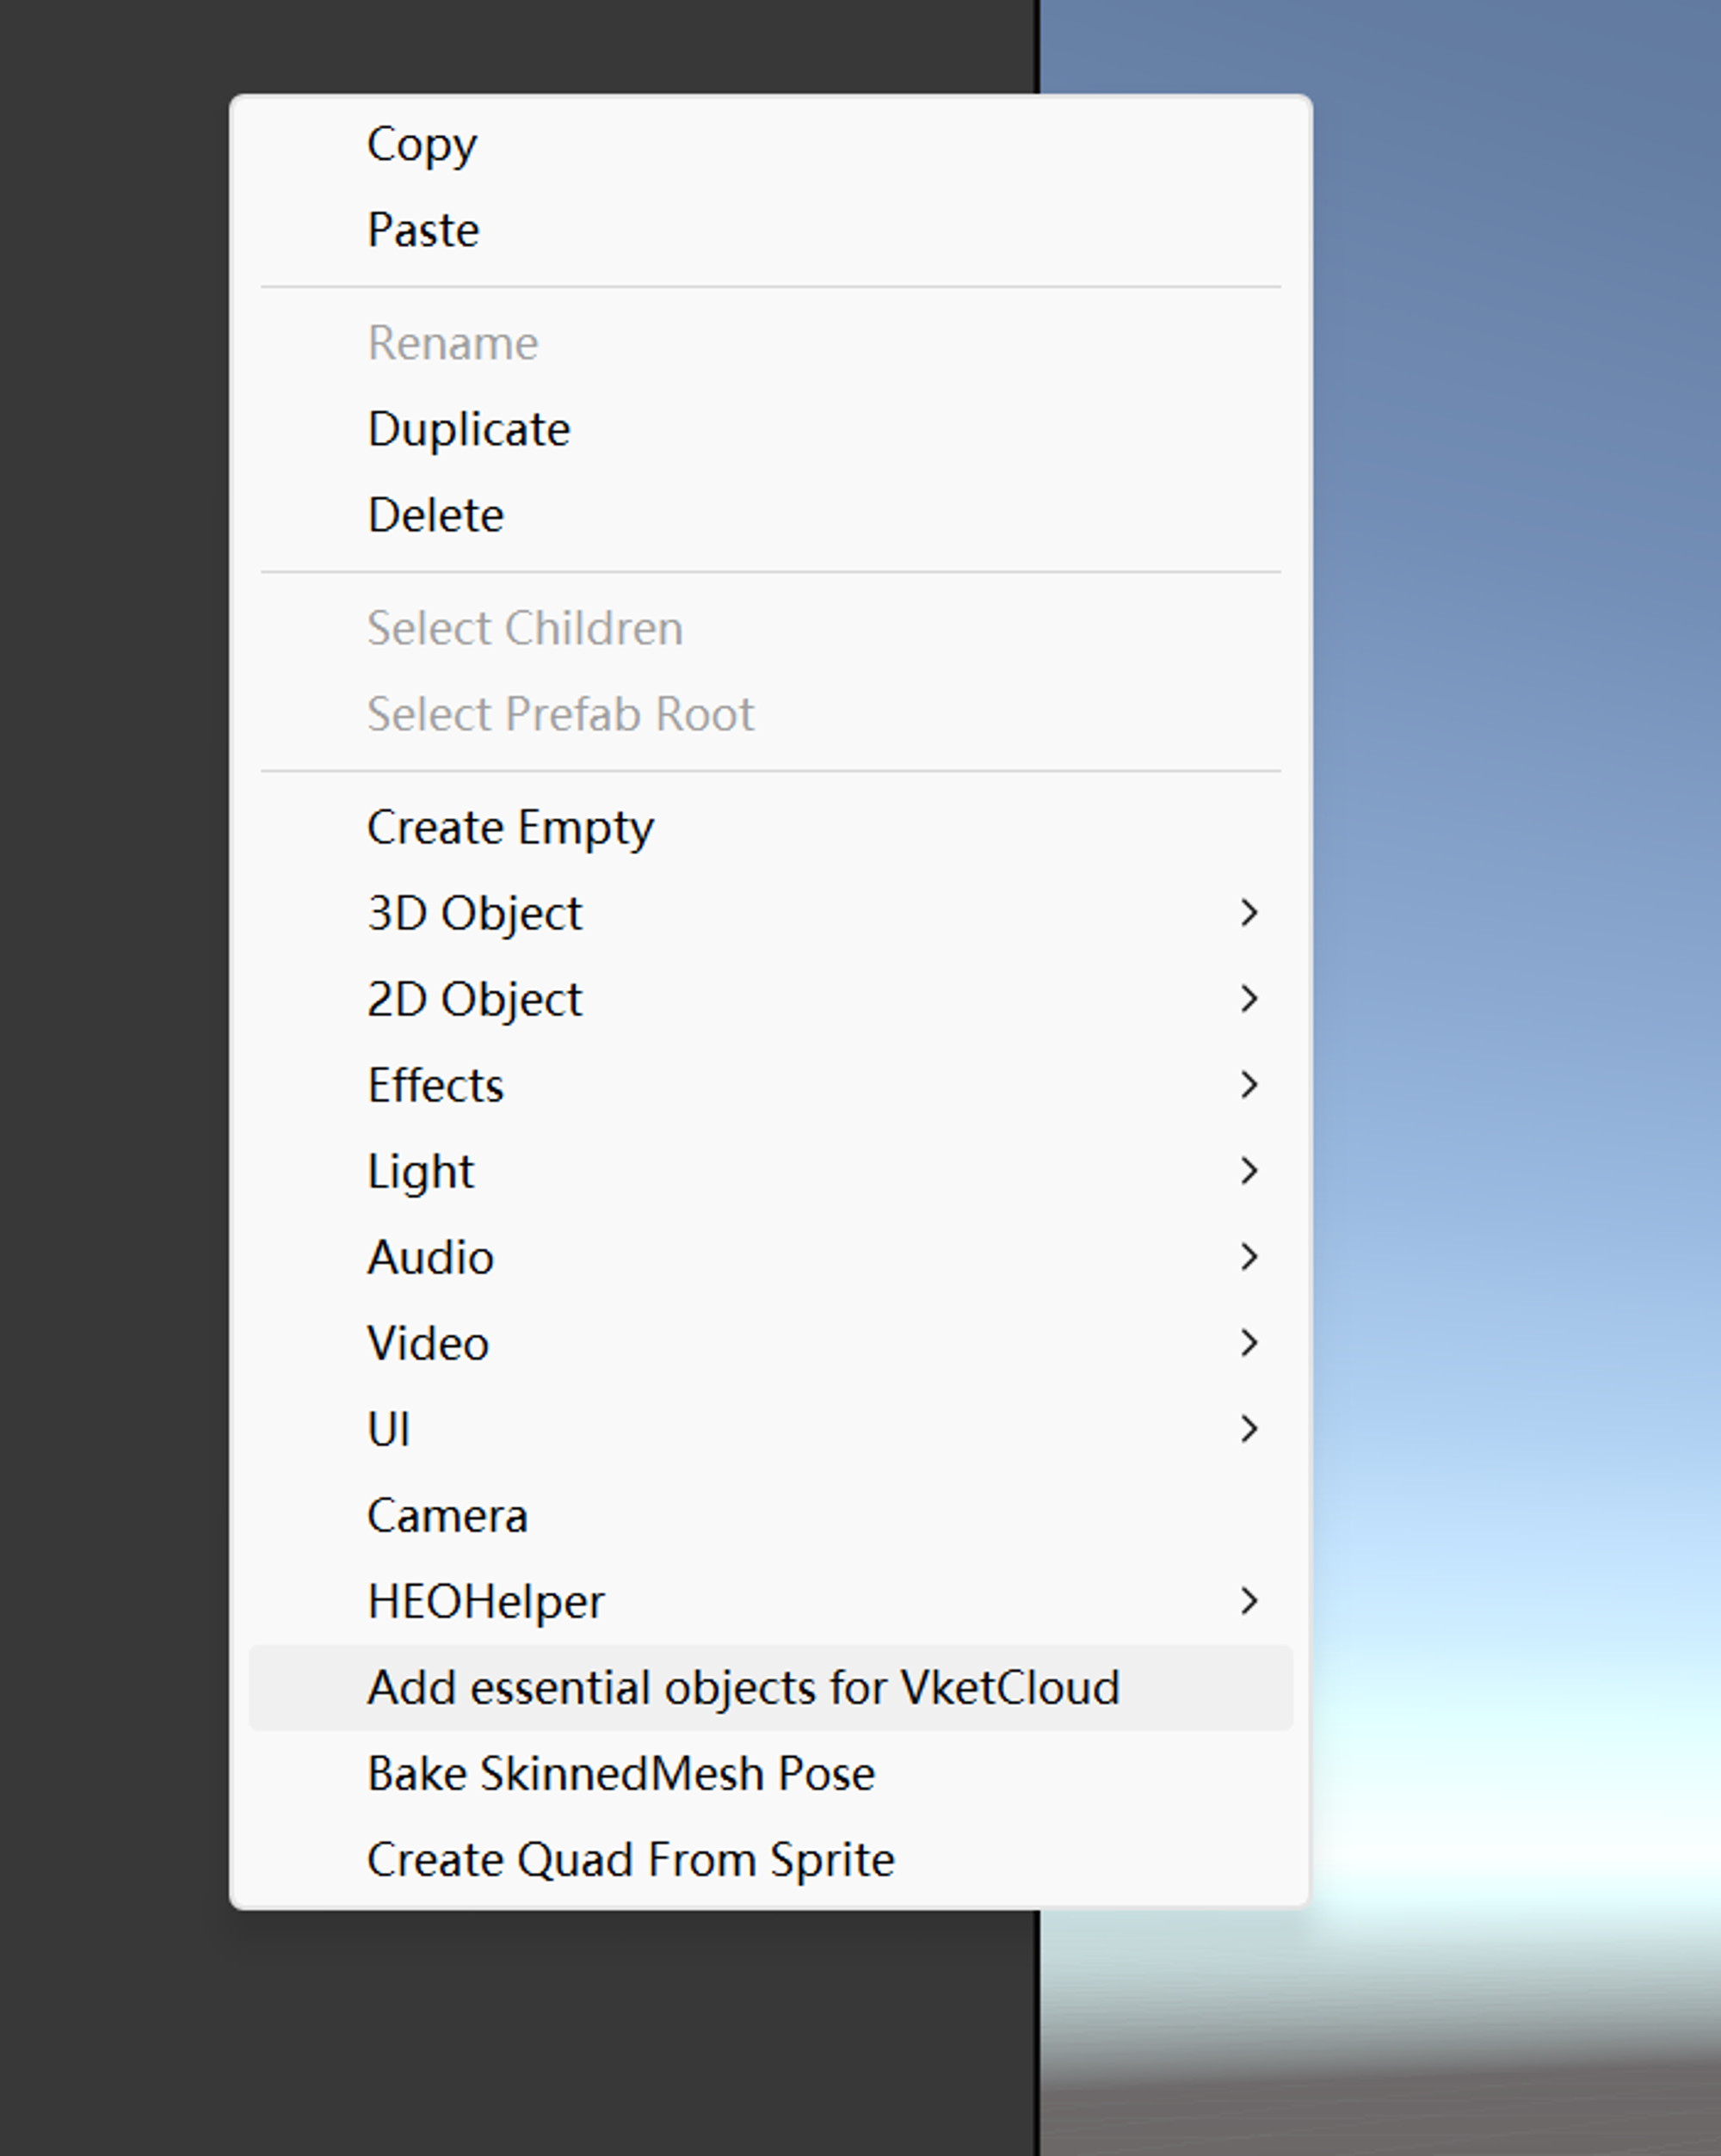 Copy
Paste
Rename
Duplicate
Delete
Select Children
Select Prefab Root
Create Empty
3D Object
2D Object
Effects
Light
Audio
Video
UI
Camera
HEOHelper
Add essential objects for VketCloud
Bake SkinnedMesh Pose
Create Quad From Sprite